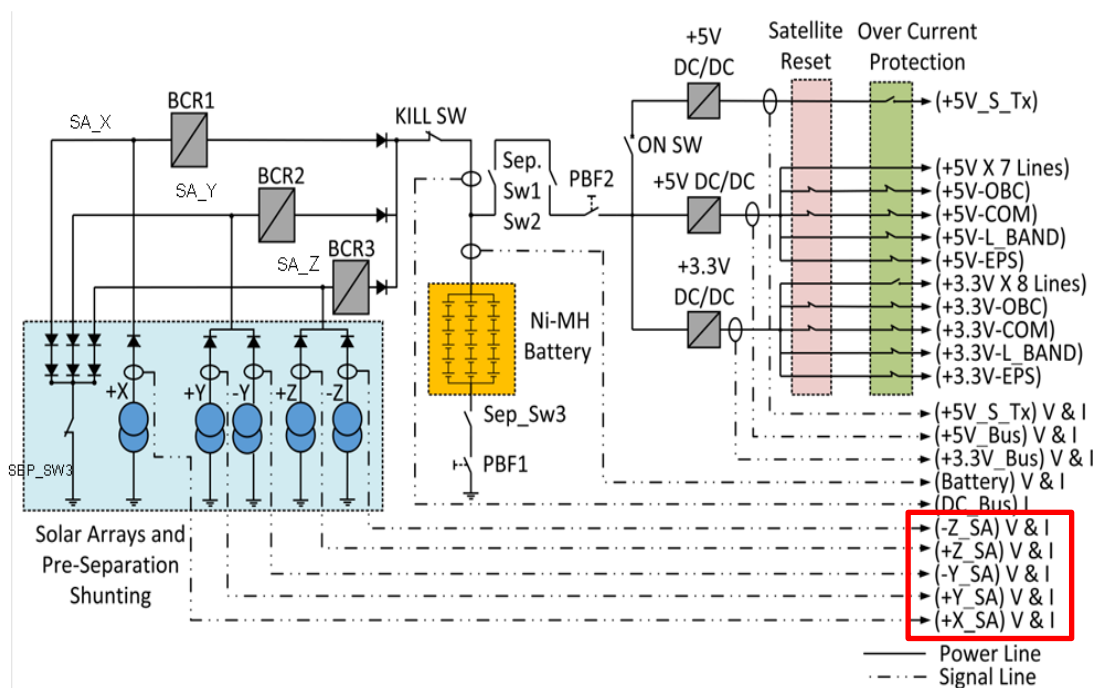 +5V
DC/DC
Satellite
Reset
Over Current
Protection
BCR1
SA_X
KILL SW
(+5V_S_Tx)
ON SW
BCR2
SA_Y
Sep.
Sw1
Sw2
PBF2
+5V DC/DC
(+5V X 7 Lines)
(+5V-OBC)
(+5V-COM)
(+5V-L_BAND)
(+5V-EPS)
BCR3
SA_Z
+3.3V
DC/DC
(+3.3V X 8 Lines)
(+3.3V-OBC)
(+3.3V-COM)
(+3.3V-L_BAND)
(+3.3V-EPS)
Ni-MH
Battery
+X
+Y
-Y
+Z
-Z
Sep_Sw3
PBF1
SEP_SW3
Solar Arrays and
Pre-Separation
Shunting
(+5V_S_Tx) V & I
(+5V_Bus) V & I
(+3.3V_Bus) V & I
(Battery) V & I
(DC_Bus) I
(-Z_SA) V & I
(+Z_SA) V & I
(-Y_SA) V & I
(+Y_SA) V & I
(+X_SA) V & I
Power Line
Signal Line